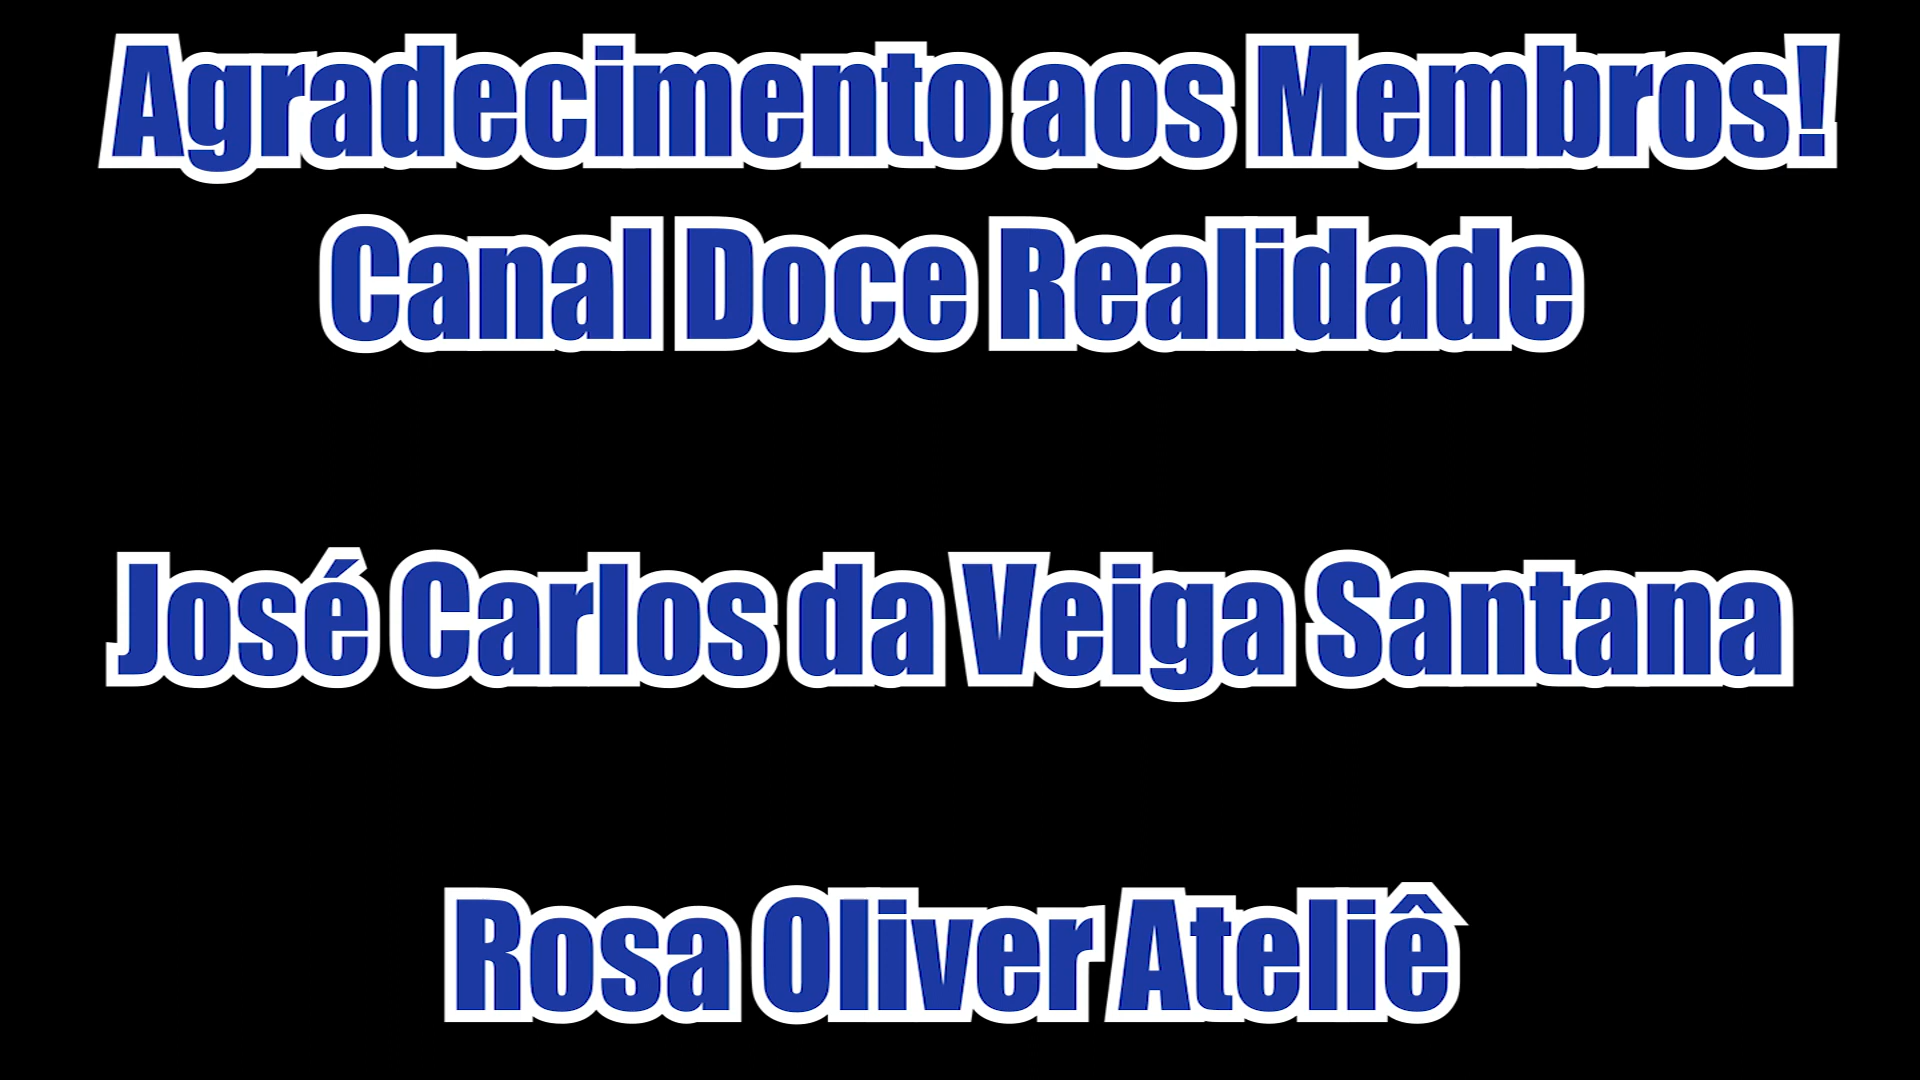 Agradecimento aos Membros!
Canal Doce Realidade
José Carlos da Veiga Santana
Rosa Oliver Ateliê